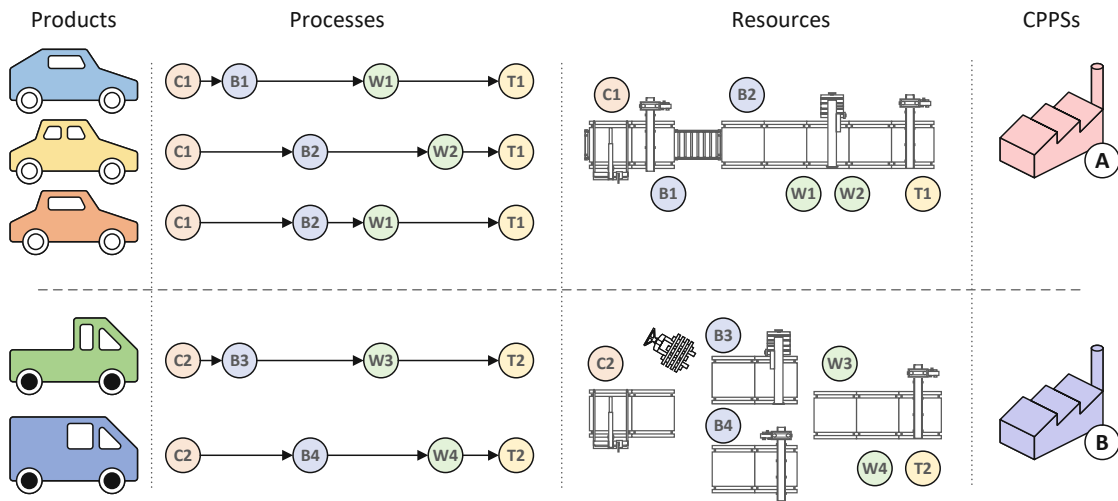 Products Processes Resources CPPSs
C1 B1 W1 T1
C1 B2 W2 T1
C1 B2 W1 T1
C1 B2
B1 W1 W2 T1
A
C2 B3 W3 T2
C2 B4 W4 T2
C2 B3 W3
B4
W4 T2
B